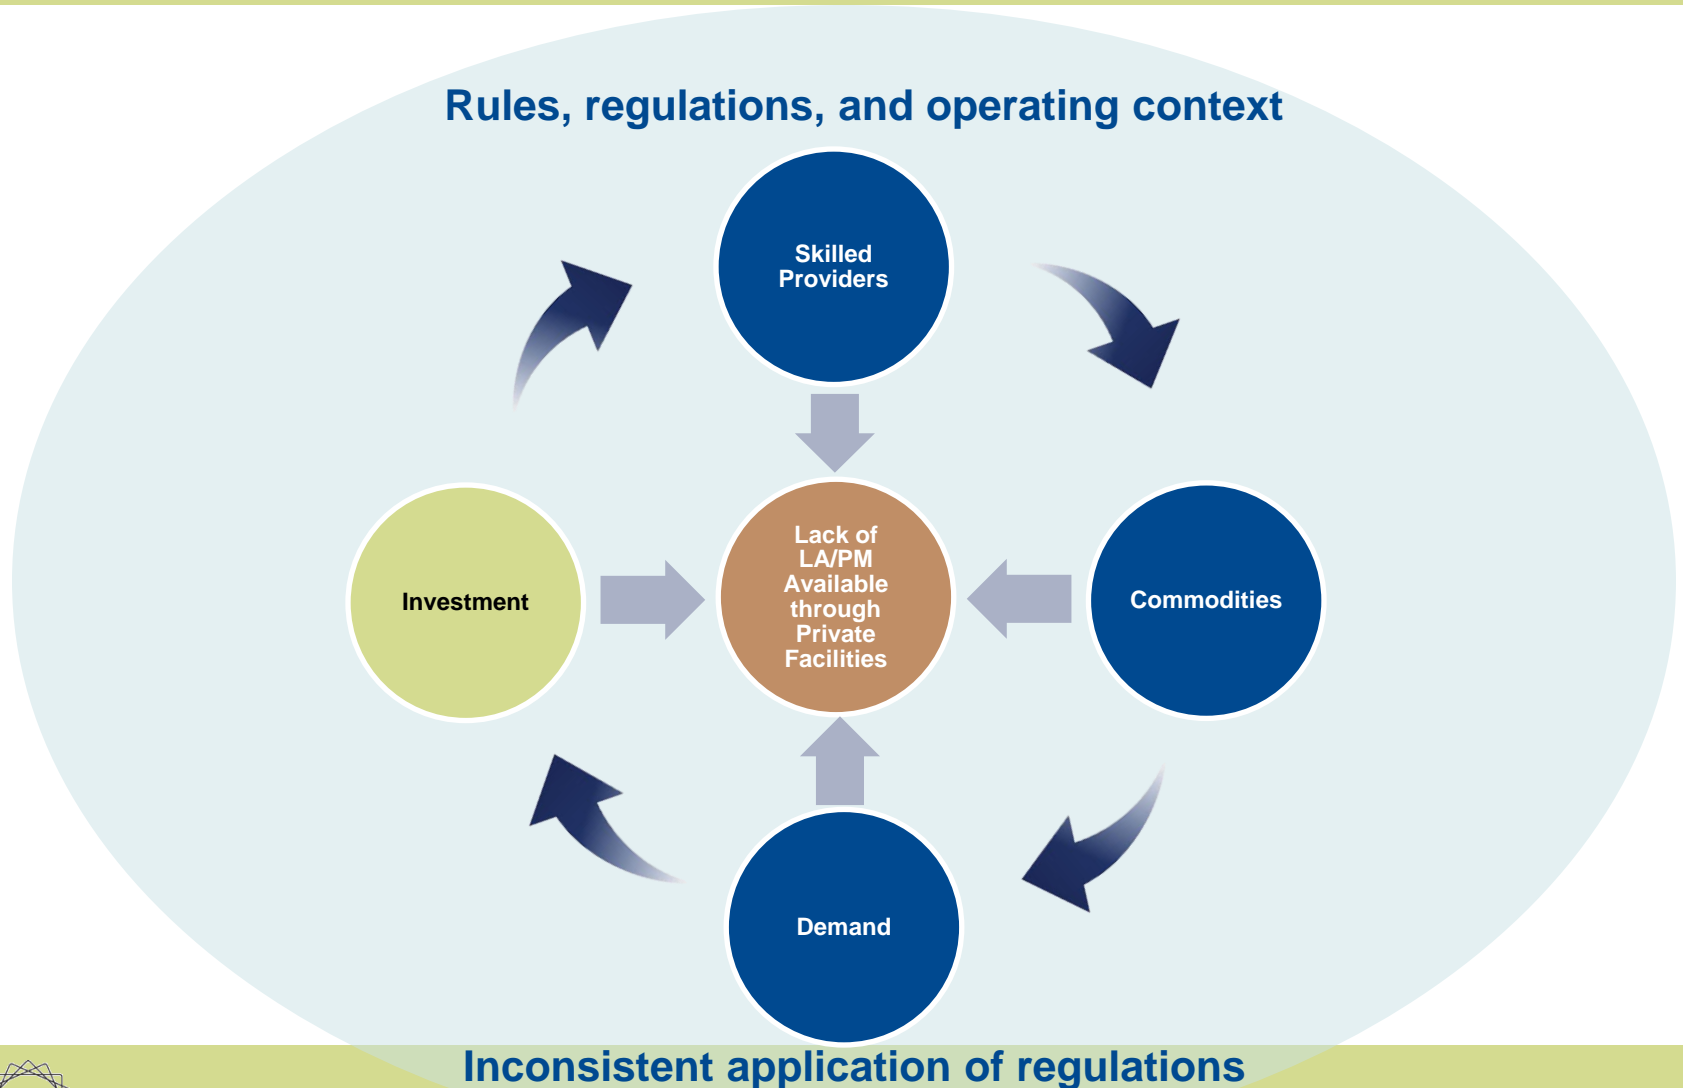 Rules, regulations, and operating context
Skilled
Providers
Lack of
LA/PM
Available
through
Private
Facilities
Investment
Commodities
Demand
Inconsistent application of regulations